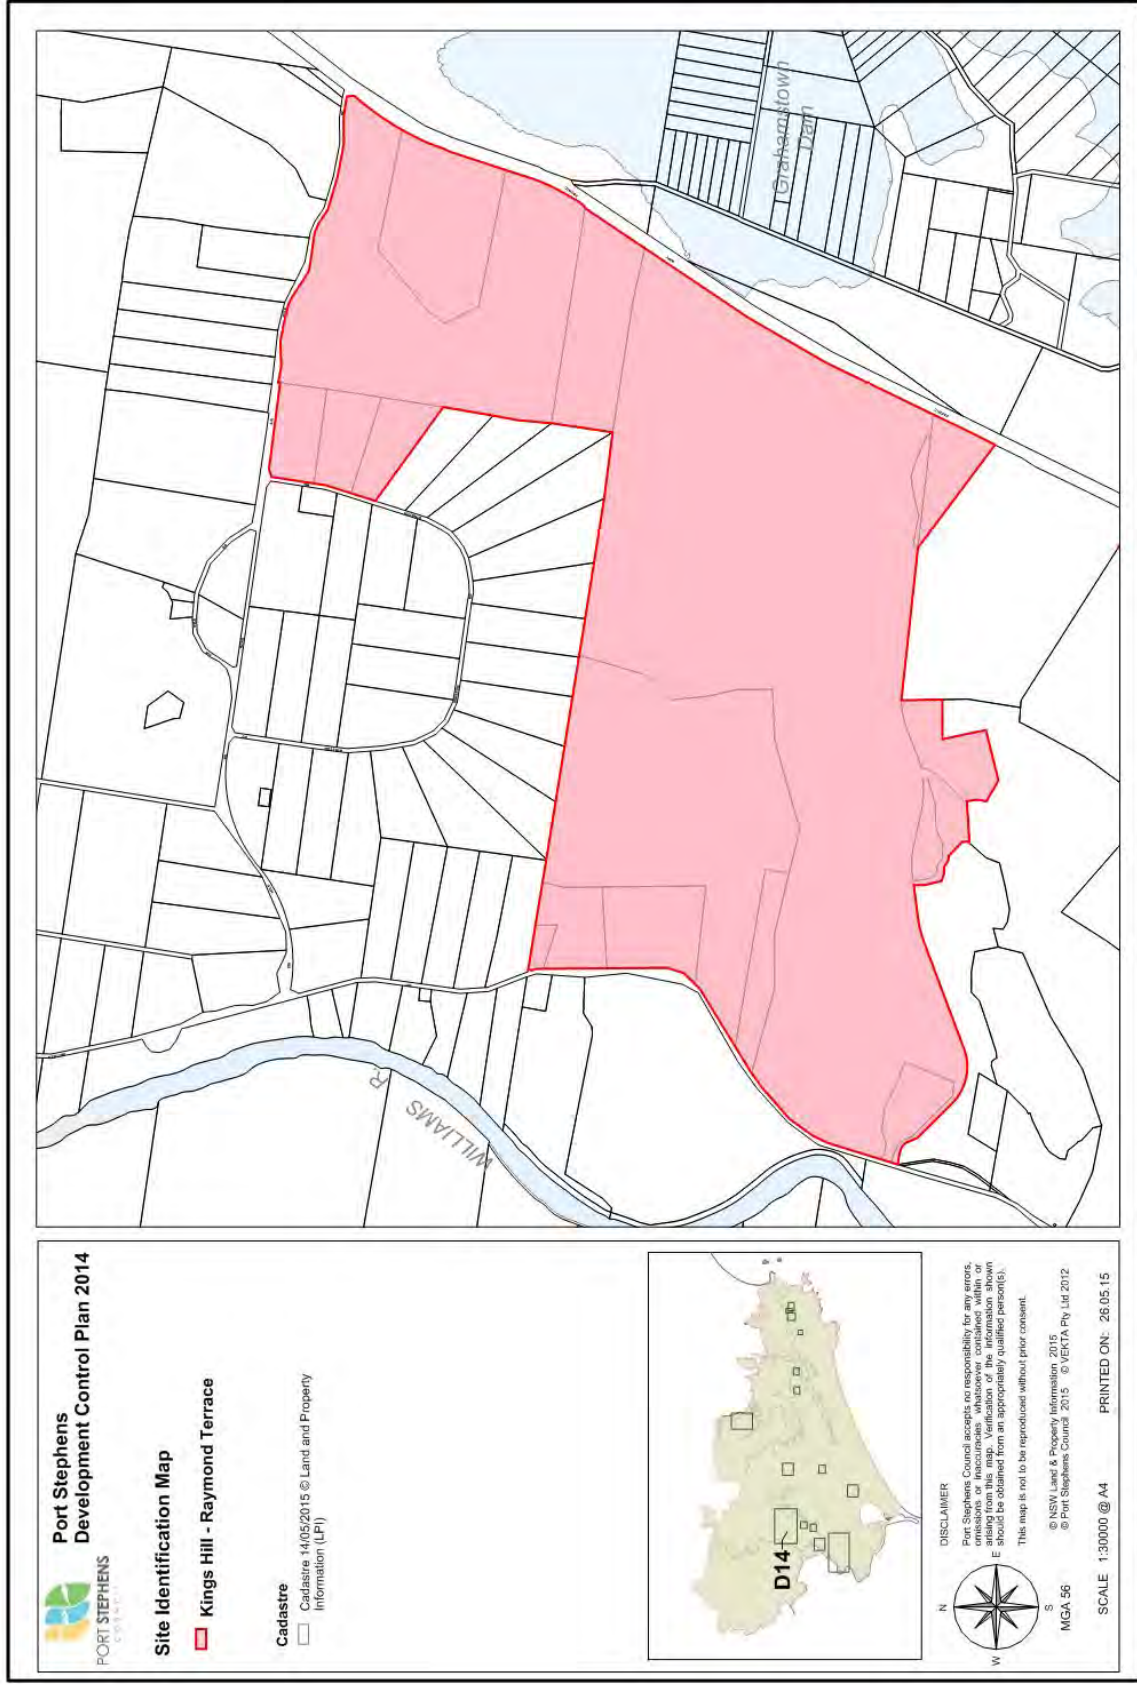 Port Stephens
Development Control Plan 2014
PORT STEPHENS
COUNCIL
Site Identification Map
Kings Hill - Raymond Terrace
Cadastre
Cadastre 14/05/2015 © Land and Property
Information (LPI)
D14
DISCLAIMER
Port Stephens Council accepts no responsibility for any errors,
omissions or inaccuracies whatsoever contained within or
arising from this map. Verification of the information shown
should be obtained from an appropriately qualified person(s).
This map is not to be reproduced without prior consent.
© NSW Land & Property Information 2015
© Port Stephens Council 2015 © VEKTA Pty Ltd 2012
N
E
S
W
MGA 56
SCALE 1:30000 @ A4 PRINTED ON: 26.05.15
WILLIAMS R.
Grahamstown
Dam